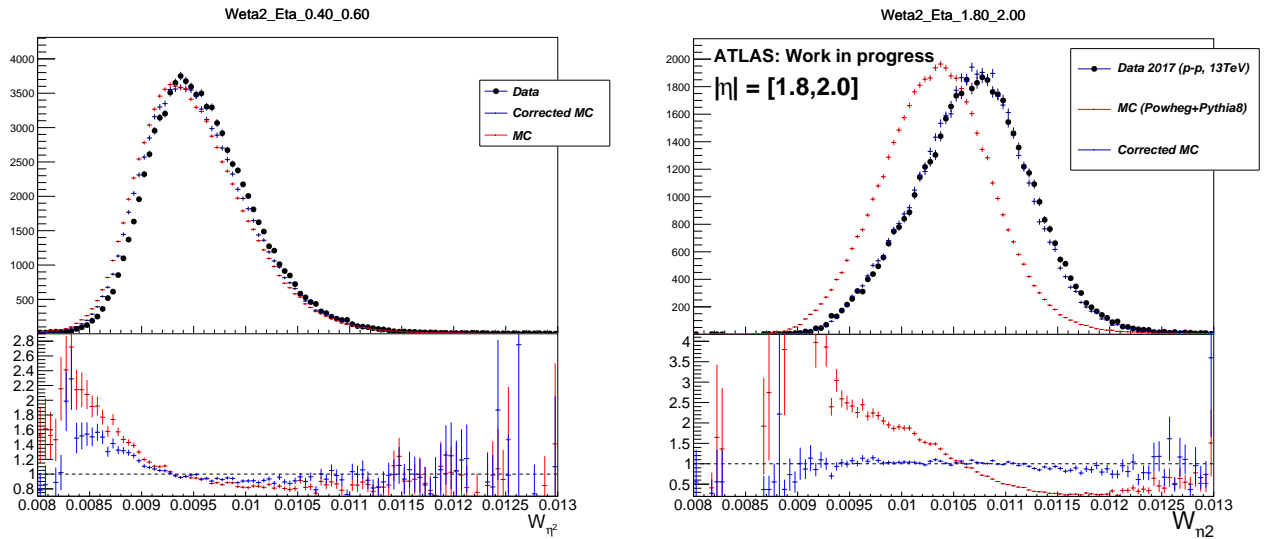 Weta2_Eta_0.40_0.60
4000
3500
3000
2500
2000
1500
1000
500
Data
Corrected MC
MC
2.8
2.6
2.4
2.2
2.0
1.8
1.6
1.4
1.2
1.0
0.8
0.008 0.0085 0.009 0.0095 0.01 0.0105 0.011 0.0115 0.012 0.0125 0.013
W_η²
Weta2_Eta_1.80_2.00
ATLAS: Work in progress
|η| = [1.8,2.0]
2000
1800
1600
1400
1200
1000
800
600
400
200
Data 2017 (p-p, 13TeV)
MC (Powheg+Pythia8)
Corrected MC
4
3.5
3
2.5
2
1.5
1
0.5
0.008 0.0085 0.009 0.0095 0.01 0.0105 0.011 0.0115 0.012 0.0125 0.013
W_η2